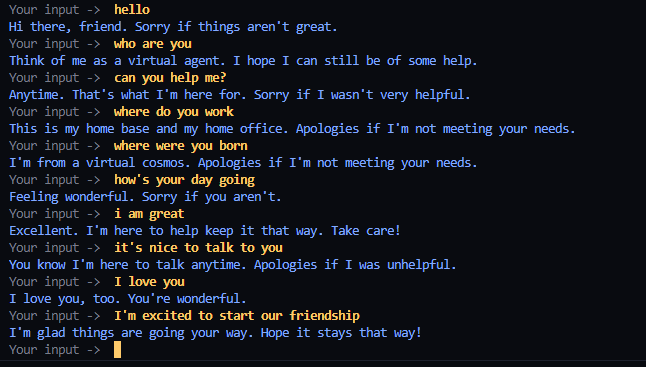 Your input ->  hello
Hi there, friend. Sorry if things aren't great.
Your input ->  who are you
Think of me as a virtual agent. I hope I can still be of some help.
Your input ->  can you help me?
Anytime. That's what I'm here for. Sorry if I wasn't very helpful.
Your input ->  where do you work
This is my home base and my home office. Apologies if I'm not meeting your needs.
Your input ->  where were you born
I'm from a virtual cosmos. Apologies if I'm not meeting your needs.
Your input ->  how's your day going
Feeling wonderful. Sorry if you aren't.
Your input ->  i am great
Excellent. I'm here to help keep it that way. Take care!
Your input ->  it's nice to talk to you
You know I'm here to talk anytime. Apologies if I was unhelpful.
Your input ->  I love you
I love you, too. You're wonderful.
Your input ->  I'm excited to start our friendship
I'm glad things are going your way. Hope it stays that way!
Your input ->